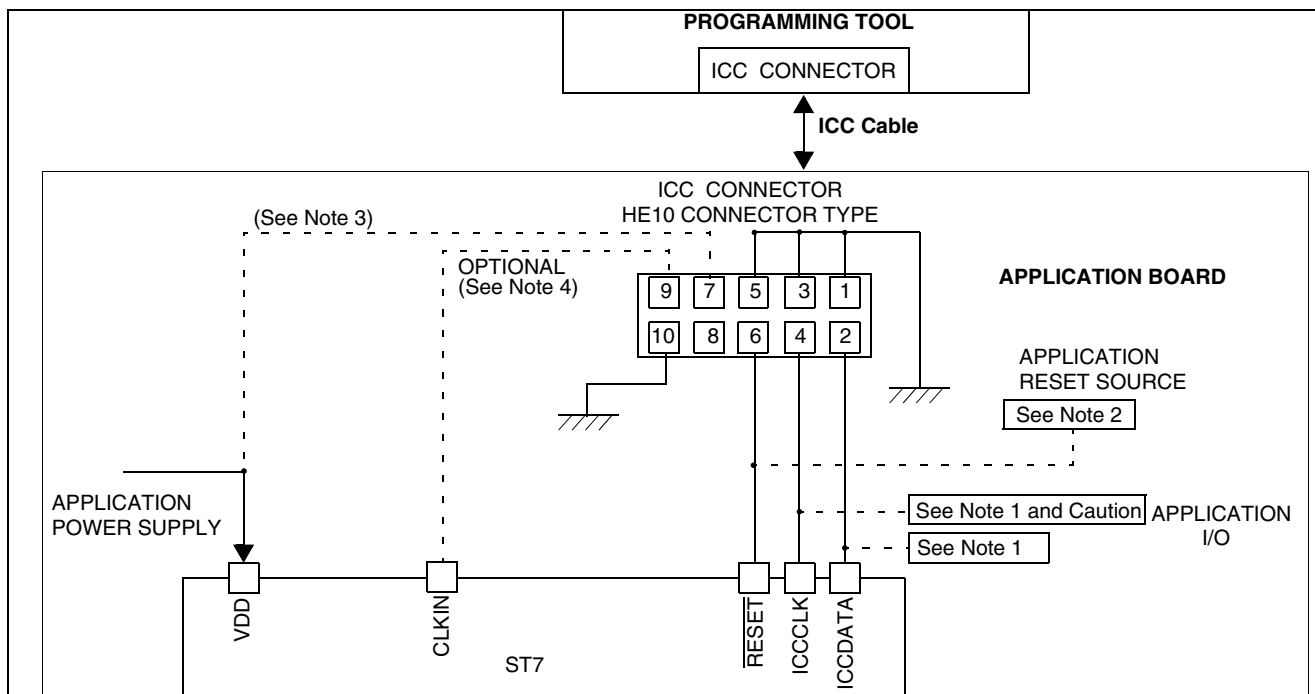 PROGRAMMING TOOL
ICC CONNECTOR
ICC Cable
ICC CONNECTOR
HE10 CONNECTOR TYPE
(See Note 3)
OPTIONAL
(See Note 4)
9 7 5 3 1
10 8 6 4 2
APPLICATION BOARD
APPLICATION
RESET SOURCE
See Note 2
APPLICATION
POWER SUPPLY
See Note 1 and Caution
See Note 1
APPLICATION
I/O
VDD
CLKIN
RESET
ICCCLK
ICCDATA
ST7